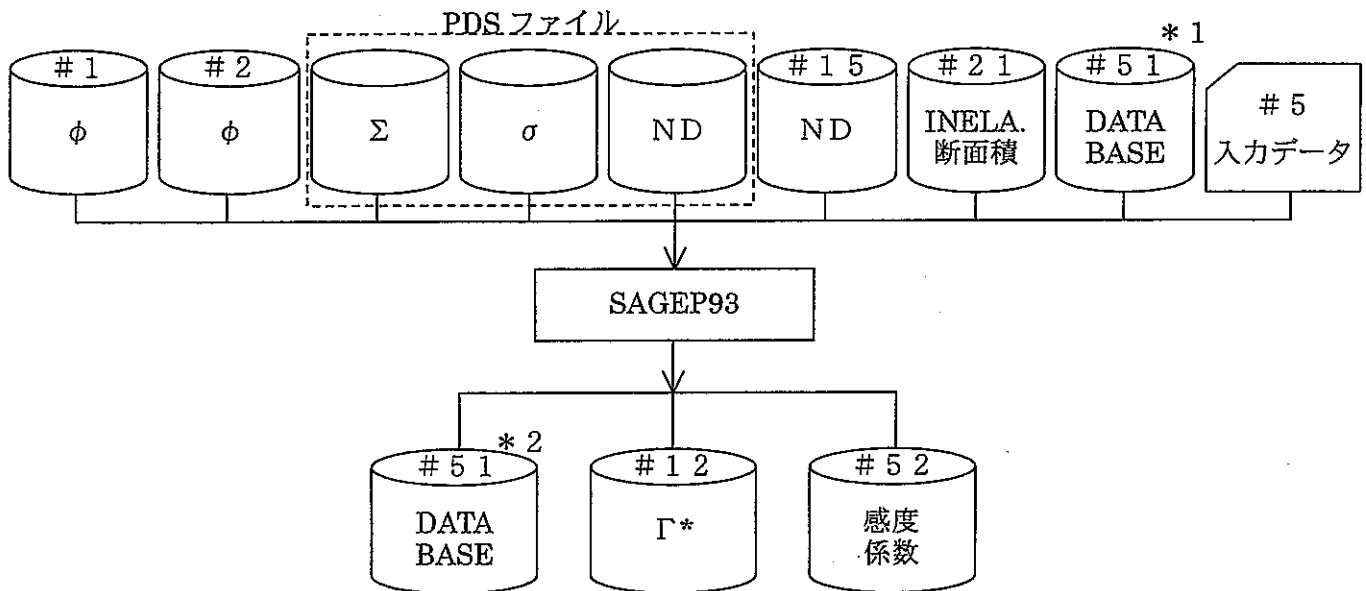 PDS ファイル
＊1
＃1
＃2
＃15
＃21
＃51
＃5
φ
φ
Σ
σ
ND
ND
INELA.
断面積
DATA
BASE
入力データ
SAGEP93
＊2
＃51
＃12
＃52
DATA
BASE
Γ*
感度
係数